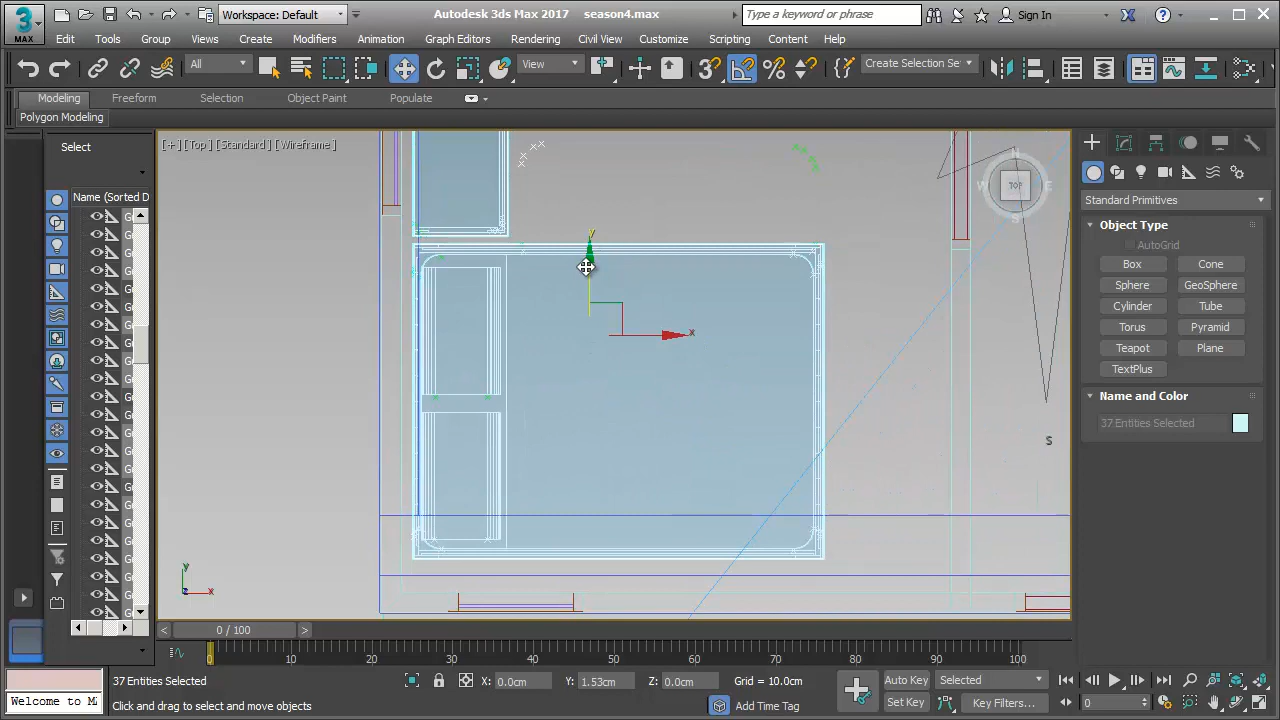 MAX
Workspace: Default
Autodesk 3ds Max 2017 season4.max
Type a keyword or phrase
Sign In
Edit Tools Group Views Create Modifiers Animation Graph Editors Rendering Civil View Customize Scripting Content Help
All
View
3
Create Selection Se
Modeling Freeform Selection Object Paint Populate
Polygon Modeling
Select
Name (Sorted D
[ + ] [ Top ] [ Standard ] [ Wireframe ]
N
W TOP E
S
y
x
S
y
z x
Standard Primitives
Object Type
AutoGrid
Box Cone
Sphere GeoSphere
Cylinder Tube
Torus Pyramid
Teapot Plane
TextPlus
Name and Color
37 Entities Selected
< 0 / 100 >
0 10 20 30 40 50 60 70 80 90 100
37 Entities Selected
X: 0.0cm Y: 1.53cm Z: 0.0cm
Grid = 10.0cm
Auto Key Selected
Set Key Key Filters...
0
Welcome to M
Click and drag to select and move objects
Add Time Tag